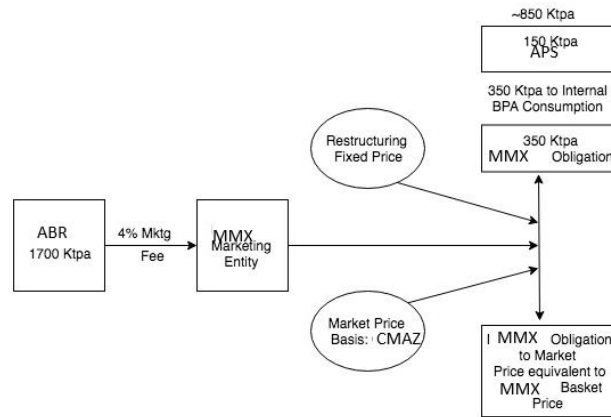 ~850 Ktpa
150 Ktpa
APS
350 Ktpa to Internal
BPA Consumption
350 Ktpa
MMX Obligation
Restructuring
Fixed Price
ABR
1700 Ktpa
4% Mktg
Fee
MMX
Marketing
Entity
Market Price
Basis: CMAZ
I MMX Obligation
to Market
Price equivalent to
MMX Basket
Price